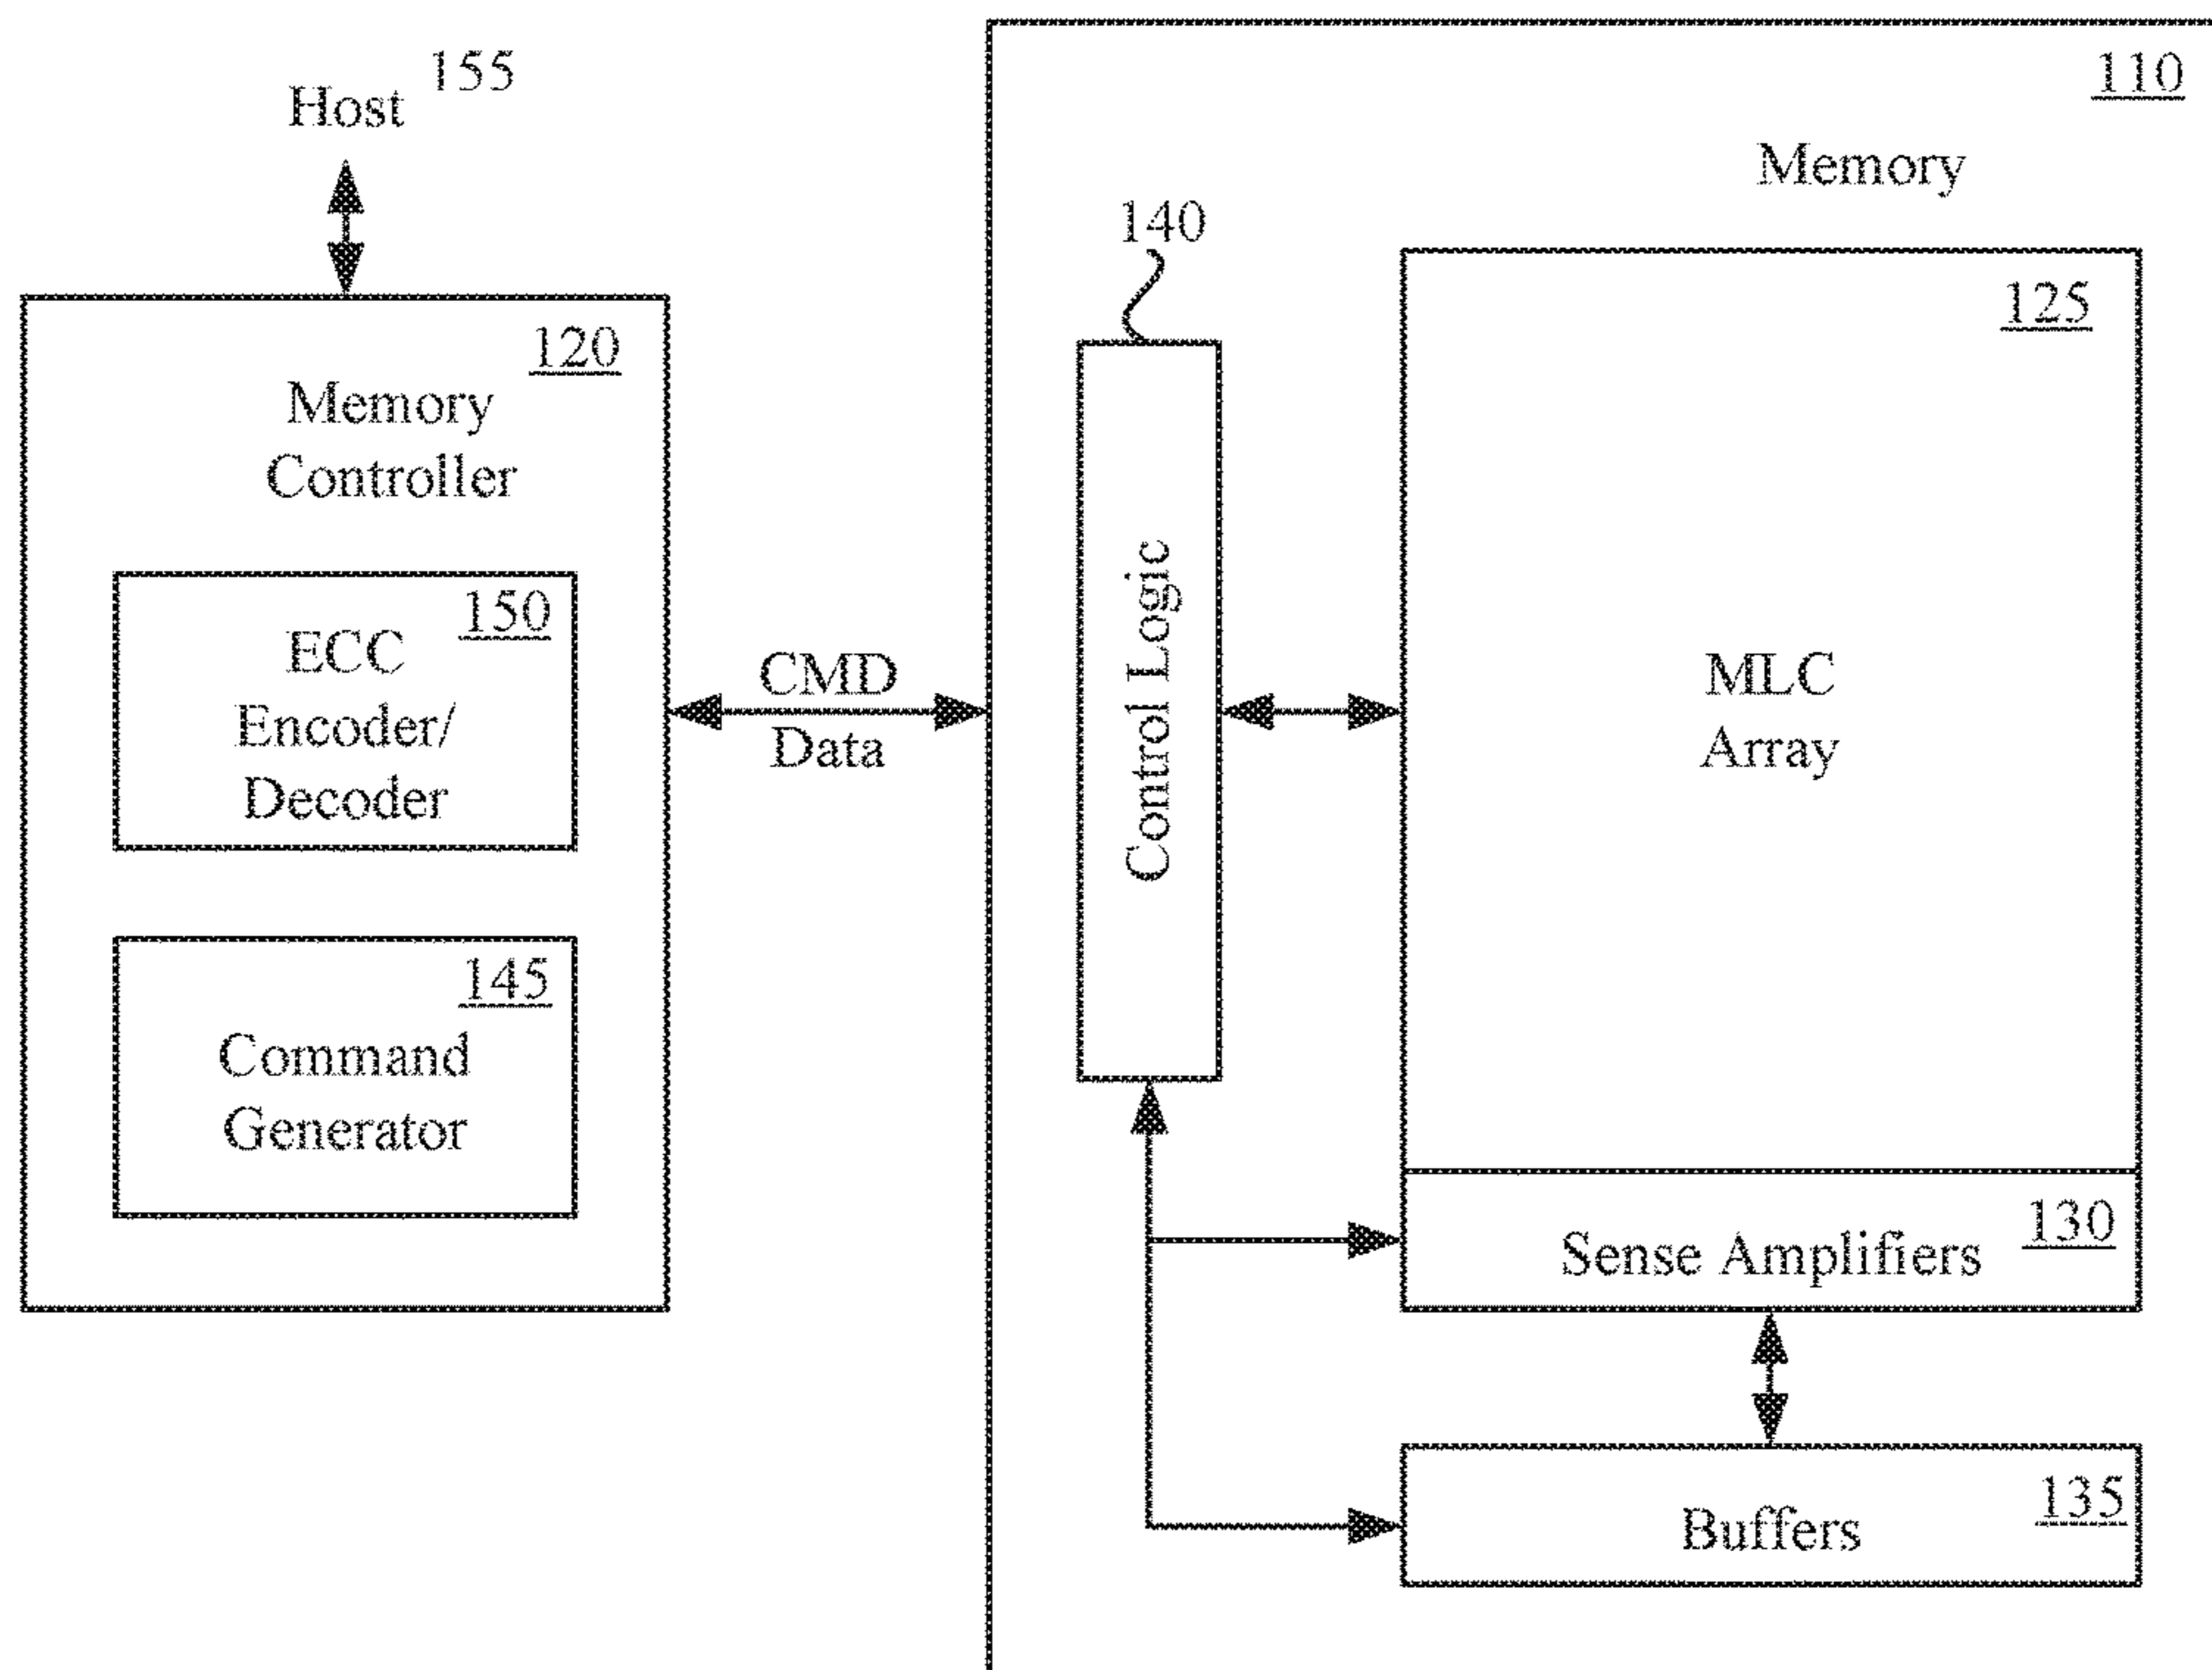 Host 155
120
Memory
Controller
150
ECC
Encoder/
Decoder
145
Command
Generator
CMD
Data
110
Memory
140
Control Logic
125
MLC
Array
130
Sense Amplifiers
135
Buffers